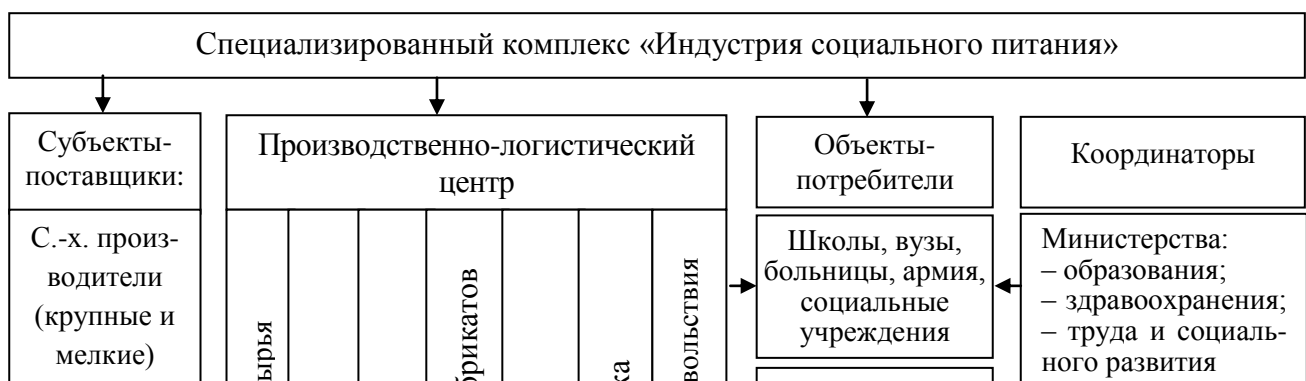 Специализированный комплекс «Индустрия социального питания»
Субъекты-
поставщики:
Производственно-логистический
центр
Объекты-
потребители
Координаторы
С.-х. произ-
водители
(крупные и
мелкие)
Школы, вузы,
больницы, армия,
социальные
учреждения
Министерства:
– образования;
– здравоохранения;
– труда и социаль-
ного развития